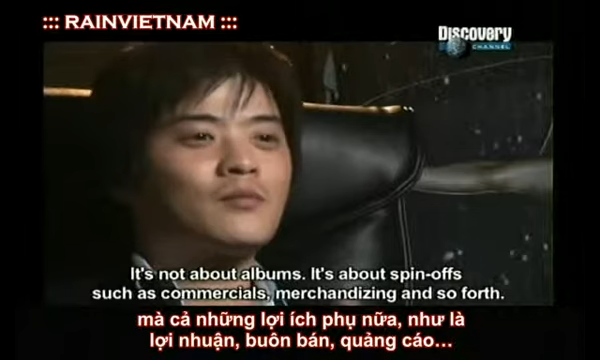 ::: RAINVIETNAM :::
Discovery
CHANNEL
It's not about albums. It's about spin-offs
such as commercials, merchandizing and so forth.
mà cả những lợi ích phụ nữa, như là
lợi nhuận, buôn bán, quảng cáo...